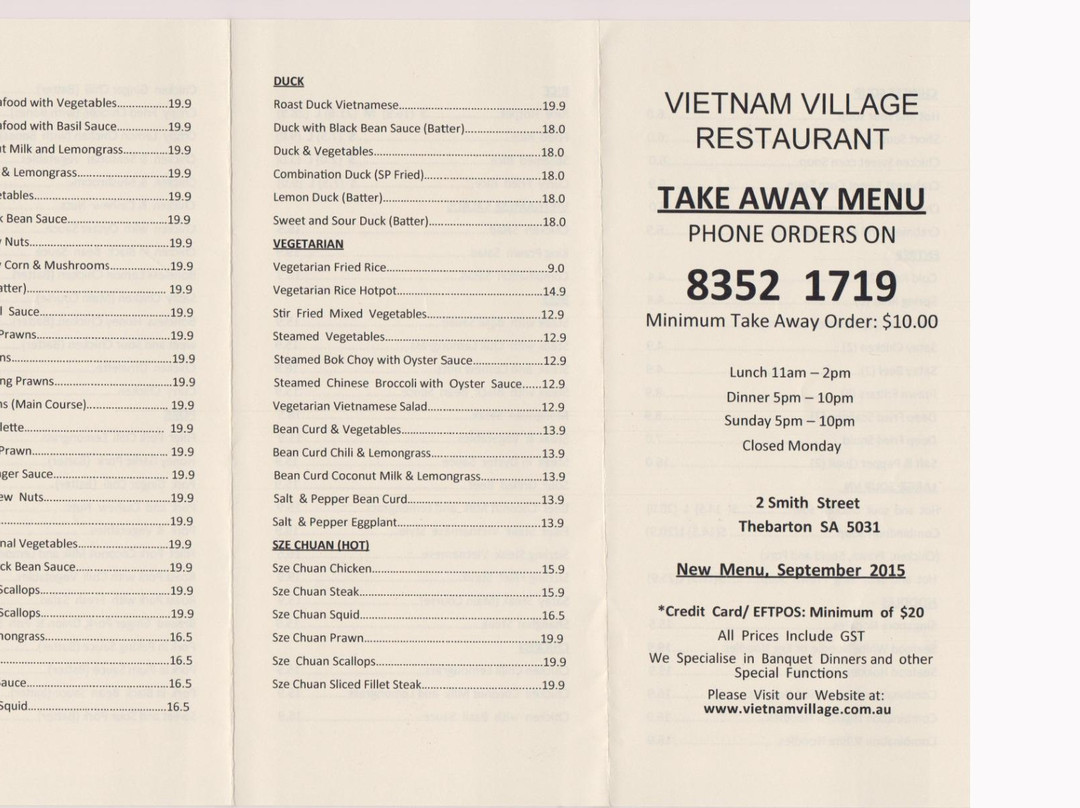 afood with Vegetables................19.9
afood with Basil Sauce................19.9
t Milk and Lemongrass..............19.9
& Lemongrass.............................19.9
etables..........................................19.9
k Bean Sauce................................19.9
y Nuts............................................19.9
y Corn & Mushrooms...................19.9
atter)............................................. 19.9
l Sauce..........................................19.9
Prawns..........................................19.9
ns...................................................19.9
ng Prawns......................................19.9
ns (Main Course)........................... 19.9
lette............................................... 19.9
Prawn............................................ 19.9
ger Sauce...................................... 19.9
ew Nuts........................................19.9
.....................................................19.9
nal Vegetables..............................19.9
ck Bean Sauce..............................19.9
Scallops.........................................19.9
Scallops.........................................19.9
mongrass.......................................16.5
.....................................................16.5
Sauce.............................................16.5
Squid.............................................16.5
DUCK
Roast Duck Vietnamese.............................................19.9
Duck with Black Bean Sauce (Batter)........................18.0
Duck & Vegetables.....................................................18.0
Combination Duck (SP Fried).....................................18.0
Lemon Duck (Batter)..................................................18.0
Sweet and Sour Duck (Batter)...................................18.0
VEGETARIAN
Vegetarian Fried Rice...................................................9.0
Vegetarian Rice Hotpot..............................................14.9
Stir Fried Mixed Vegetables....................................12.9
Steamed Vegetables.................................................12.9
Steamed Bok Choy with Oyster Sauce......................12.9
Steamed Chinese Broccoli with Oyster Sauce......12.9
Vegetarian Vietnamese Salad....................................12.9
Bean Curd & Vegetables............................................13.9
Bean Curd Chili & Lemongrass...................................13.9
Bean Curd Coconut Milk & Lemongrass...................13.9
Salt & Pepper Bean Curd..........................................13.9
Salt & Pepper Eggplant.............................................13.9
SZE CHUAN (HOT)
Sze Chuan Chicken.....................................................15.9
Sze Chuan Steak.........................................................15.9
Sze Chuan Squid.........................................................16.5
Sze Chuan Prawn.......................................................19.9
Sze Chuan Scallops....................................................19.9
Sze Chuan Sliced Fillet Steak.....................................19.9
VIETNAM VILLAGE
RESTAURANT
TAKE AWAY MENU
PHONE ORDERS ON
8352 1719
Minimum Take Away Order: $10.00
Lunch 11am – 2pm
Dinner 5pm – 10pm
Sunday 5pm – 10pm
Closed Monday
2 Smith Street
Thebarton SA 5031
New Menu, September 2015
*Credit Card/ EFTPOS: Minimum of $20
All Prices Include GST
We Specialise in Banquet Dinners and other
Special Functions
Please Visit our Website at:
www.vietnamvillage.com.au